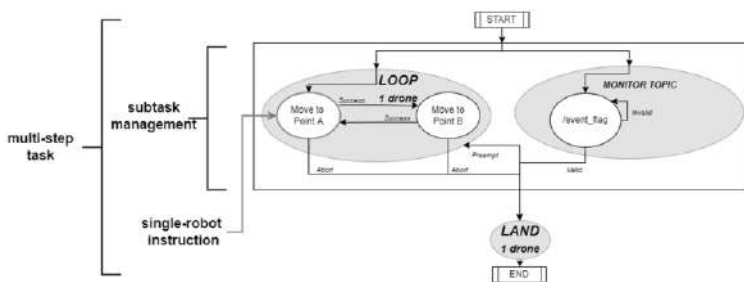 START
multi-step
task
subtask
management
single-robot
instruction
LOOP
1 drone
Move to
Point A
Success
Success
Move to
Point B
Abort
Abort
Preempt
MONITOR TOPIC
/event_flag
Invalid
Valid
LAND
1 drone
END